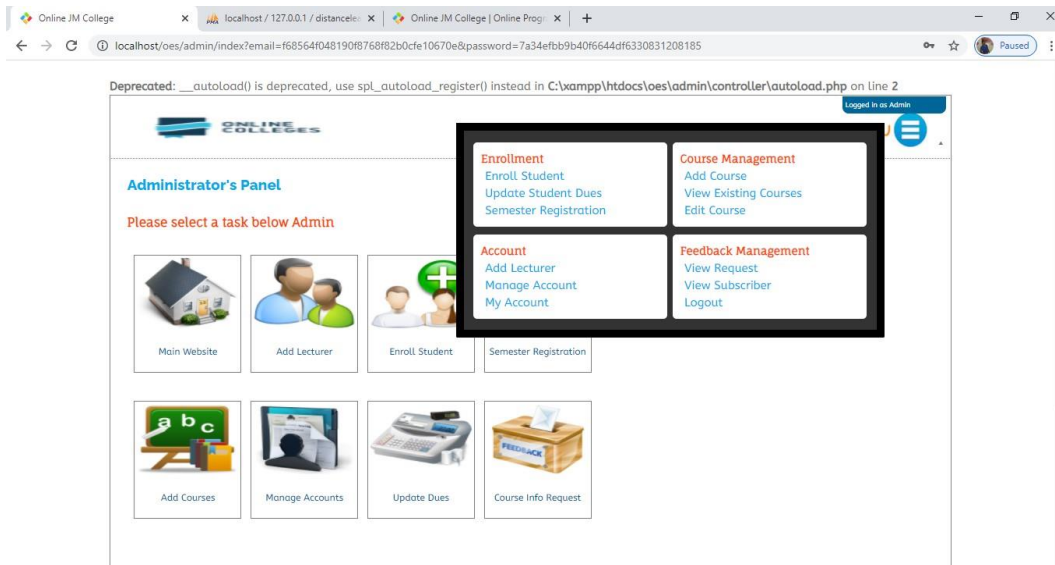 Online JM College
localhost / 127.0.0.1 / distancelea
Online JM College | Online Progr
localhost/oes/admin/index?email=f68564f048190f8768f82b0cfe10670e&password=7a34efbb9b40f6644df6330831208185
Paused
Deprecated: __autoload() is deprecated, use spl_autoload_register() instead in C:\xampp\htdocs\oes\admin\controller\autoload.php on line 2
Logged in as Admin
ONLINE
COLLEGES
Enrollment
Enroll Student
Update Student Dues
Semester Registration
Course Management
Add Course
View Existing Courses
Edit Course
Account
Add Lecturer
Manage Account
My Account
Feedback Management
View Request
View Subscriber
Logout
Administrator's Panel
Please select a task below Admin
Main Website
Add Lecturer
Enroll Student
Semester Registration
a b c
FEEDBACK
Add Courses
Manage Accounts
Update Dues
Course Info Request